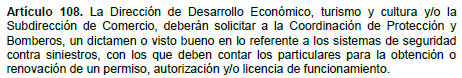 Artículo 108. La Dirección de Desarrollo Económico, turismo y cultura y/o la
Subdirección de Comercio, deberán solicitar a la Coordinación de Protección y
Bomberos, un dictamen o visto bueno en lo referente a los sistemas de seguridad
contra siniestros, con los que deben contar los particulares para la obtención o
renovación de un permiso, autorización y/o licencia de funcionamiento.